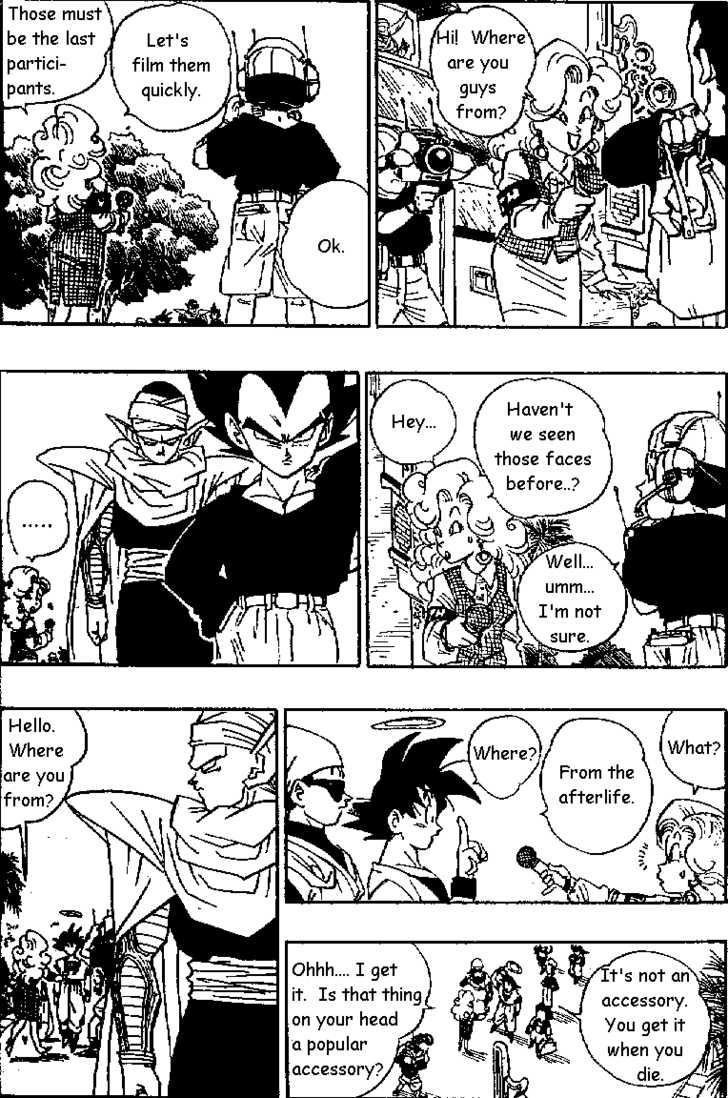 Those must
be the last
partici-
pants.
Let's
film them
quickly.
Ok.
Hi! Where
are you
guys
from?
.....
Hey...
Haven't
we seen
those faces
before..?
Well...
umm...
I'm not
sure.
Hello.
Where
are you
from?
Where?
From the
afterlife.
What?
Ohhh.... I get
it. Is that thing
on your head
a popular
accessory?
It's not an
accessory.
You get it
when you
die.